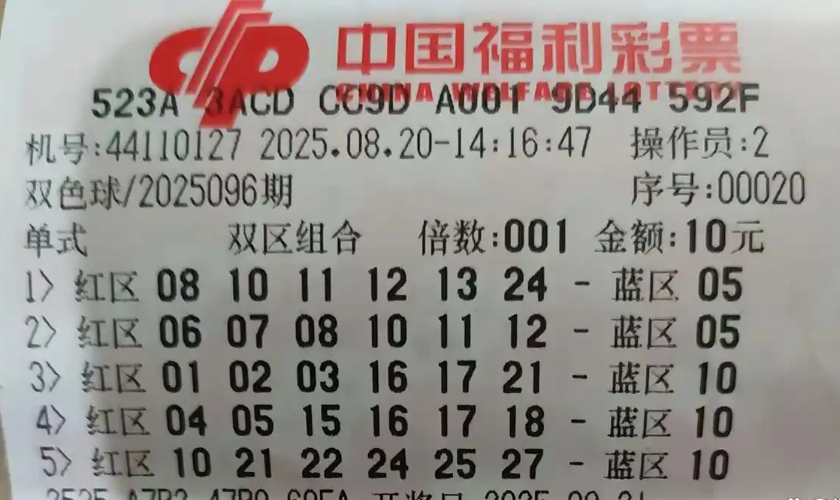 中国福利彩票
CHINA WELFARE LOTTERY
523A 3ACD CC9D A001 9D44 592F
机号:44110127 2025.08.20-14:16:47 操作员:2
双色球/2025096期 序号:00020
单式 双区组合 倍数:001 金额:10元
1> 红区 08 10 11 12 13 24 - 蓝区 05
2> 红区 06 07 08 10 11 12 - 蓝区 05
3> 红区 01 02 03 16 17 21 - 蓝区 10
4> 红区 04 05 15 16 17 18 - 蓝区 10
5> 红区 10 21 22 24 25 27 - 蓝区 10